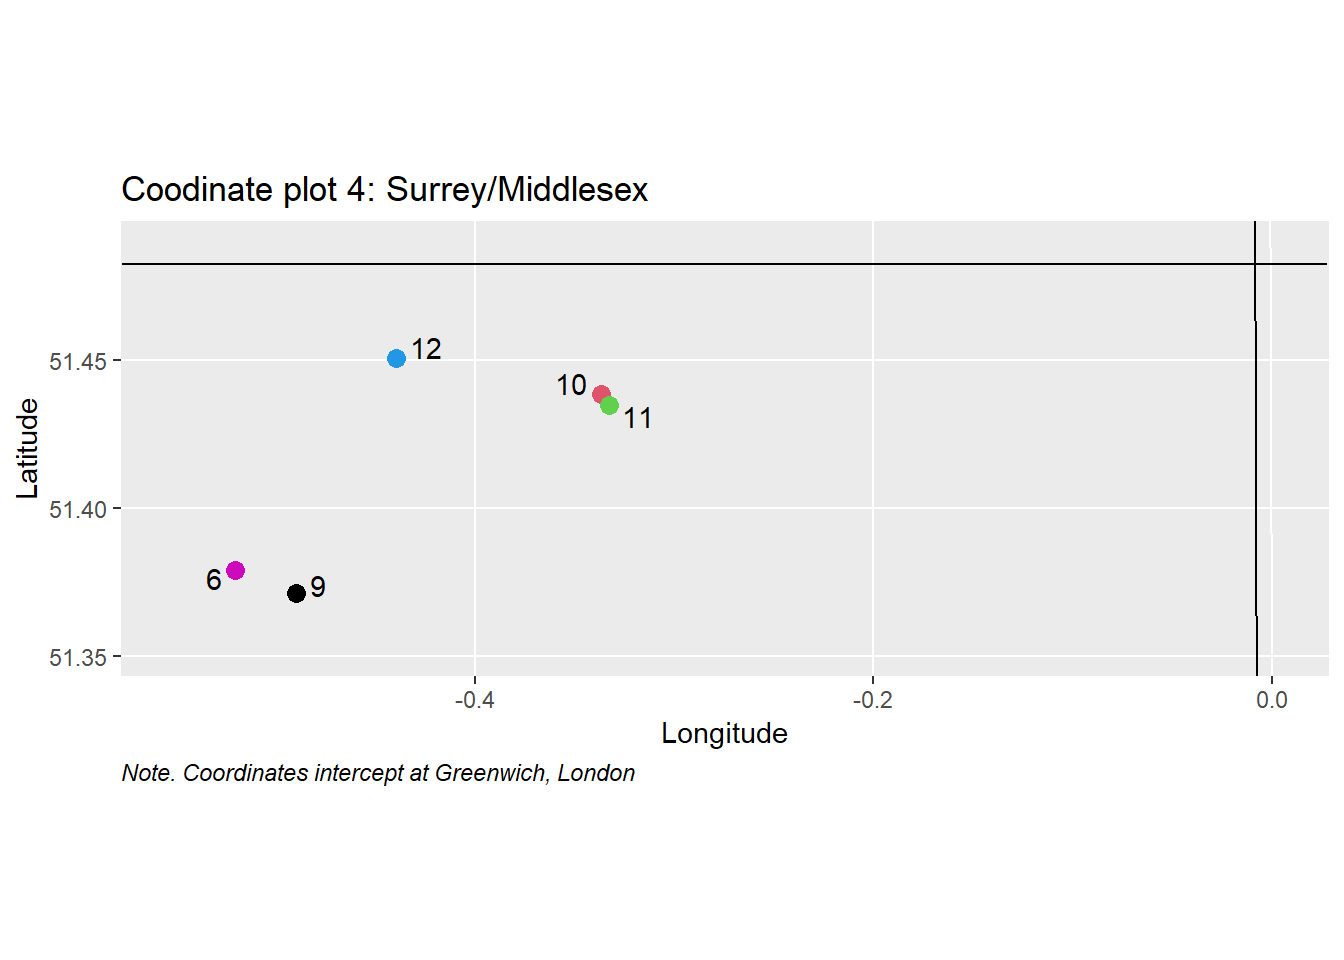 Coodinate plot 4: Surrey/Middlesex
12
51.45
10
11
Latitude
51.40
6
9
51.35
-0.4
-0.2
0.0
Longitude
Note. Coordinates intercept at Greenwich, London